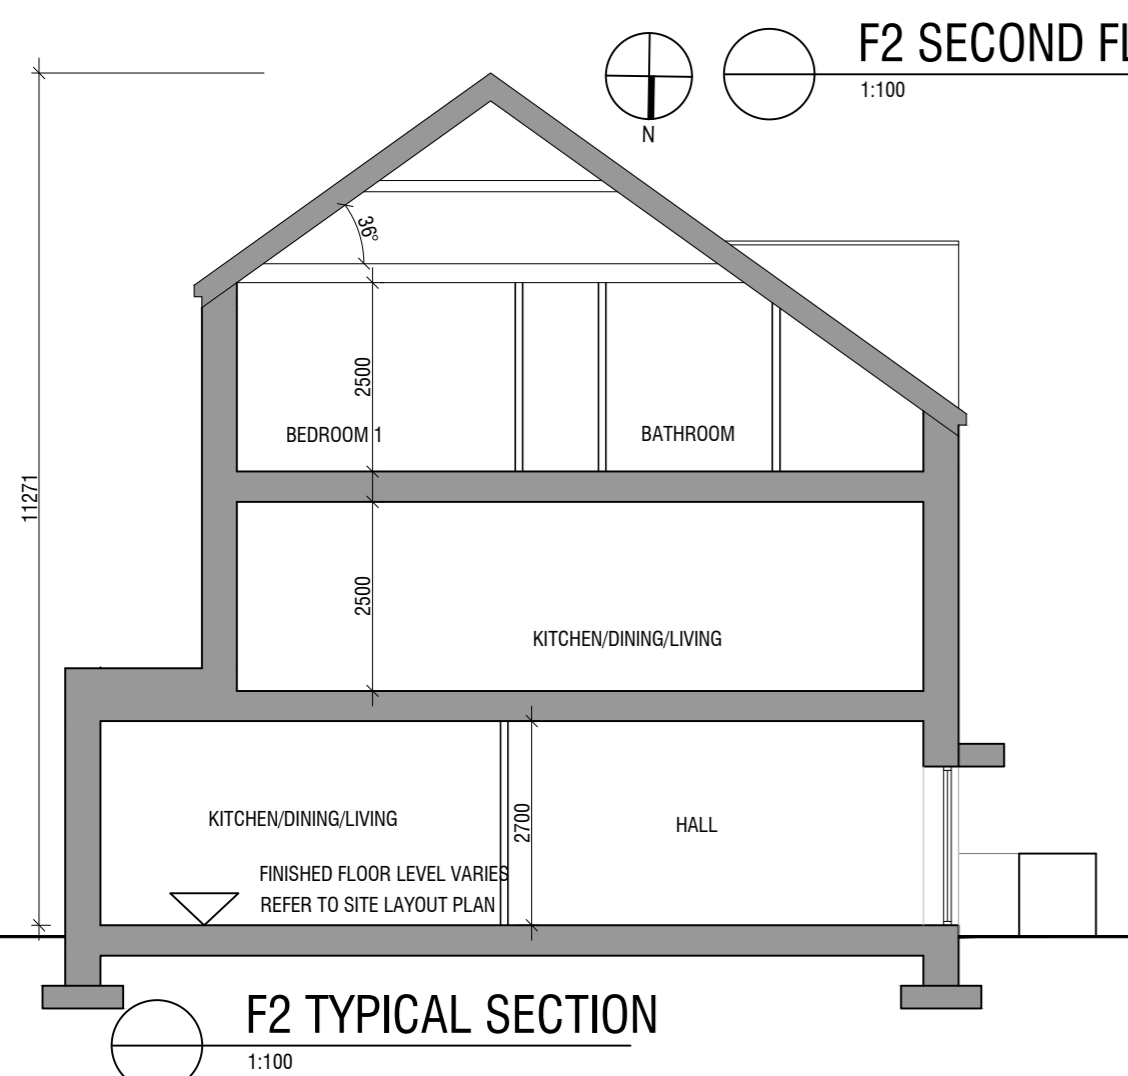 F2 SECOND FL
1:100
N
36°
2500
BEDROOM 1
BATHROOM
11271
2500
KITCHEN/DINING/LIVING
KITCHEN/DINING/LIVING
2700
HALL
FINISHED FLOOR LEVEL VARIES
REFER TO SITE LAYOUT PLAN
F2 TYPICAL SECTION
1:100